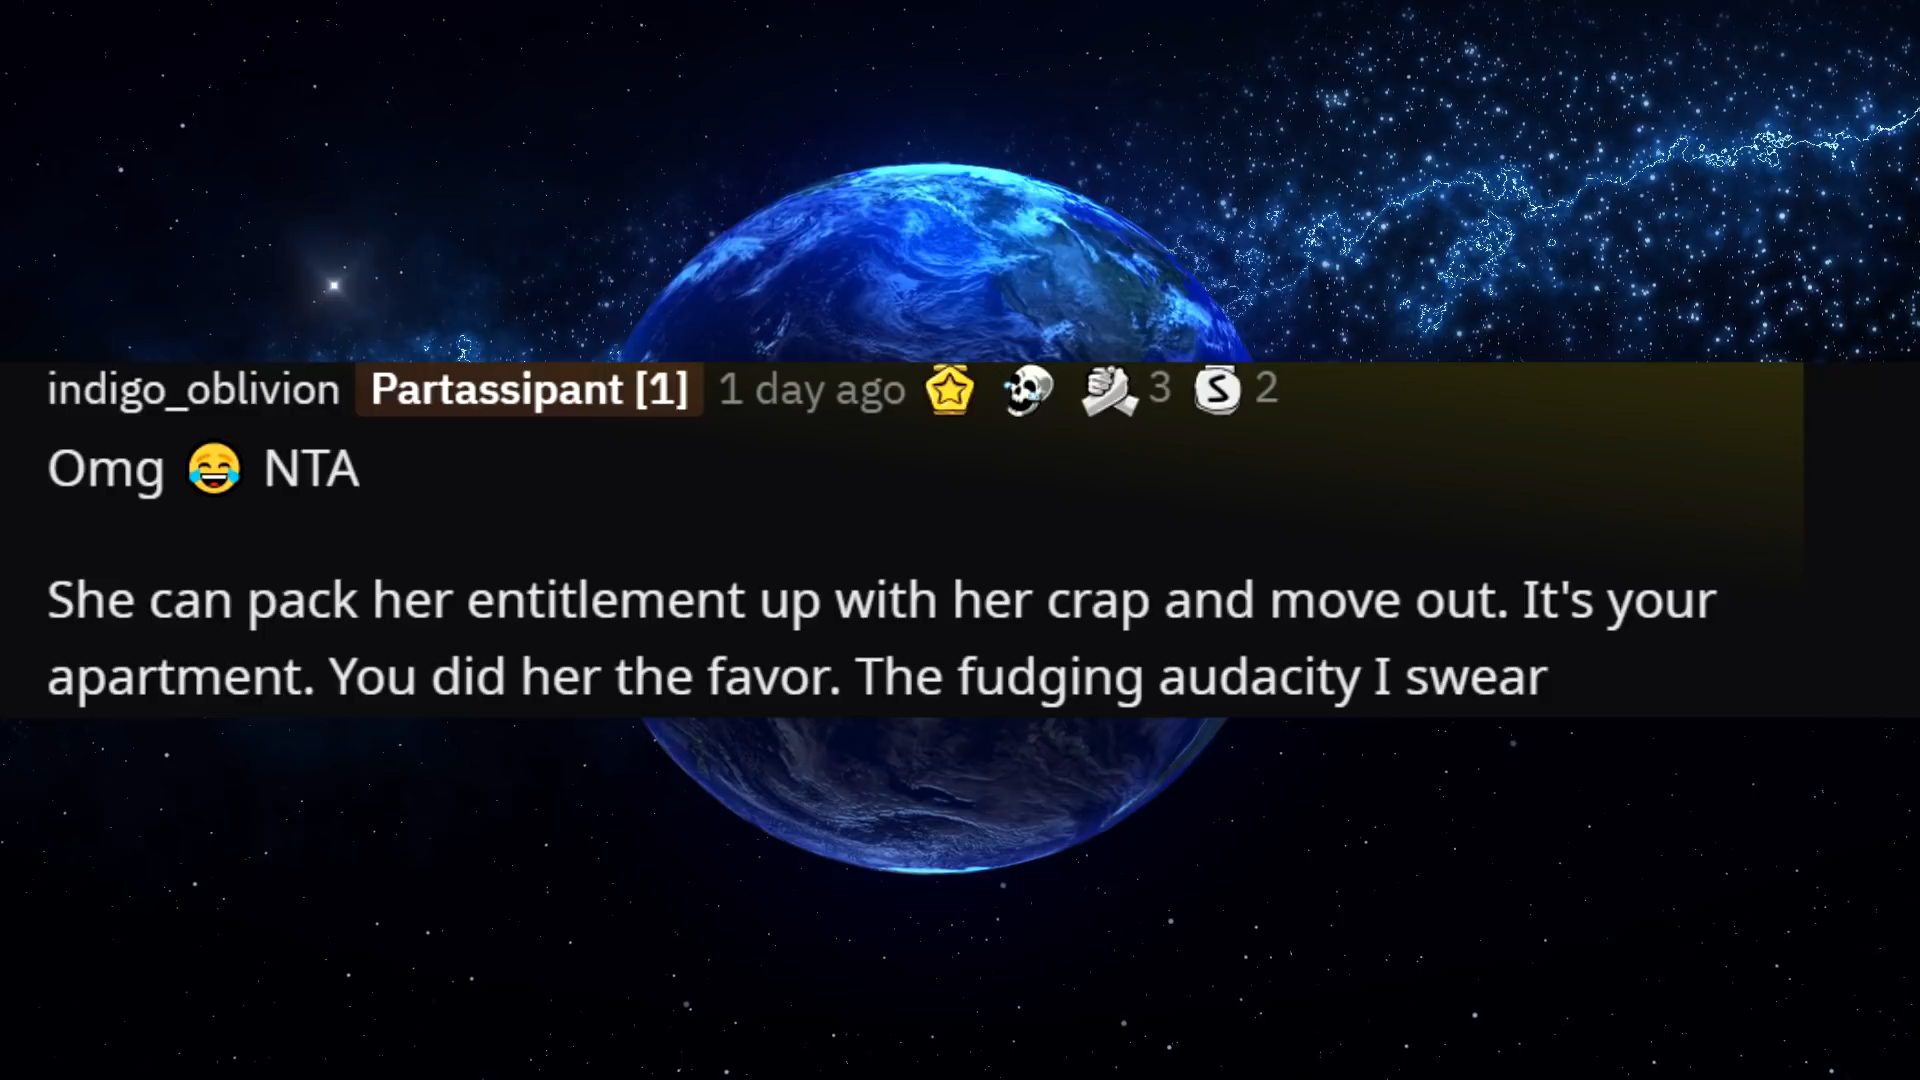 indigo_oblivion Partassipant [1] 1 day ago 3 2
Omg 😂 NTA
She can pack her entitlement up with her crap and move out. It's your
apartment. You did her the favor. The fudging audacity I swear